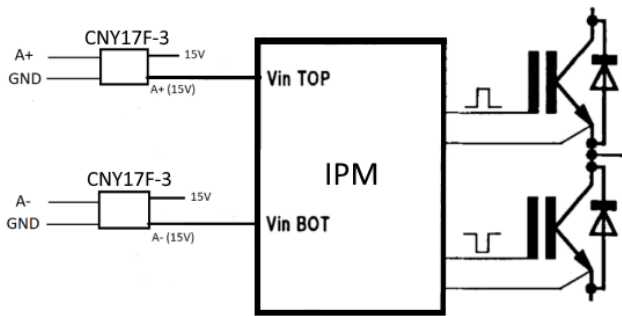 CNY17F-3
A+
15V
GND
A+ (15V)
Vin TOP
IPM
CNY17F-3
A-
15V
GND
A- (15V)
Vin BOT